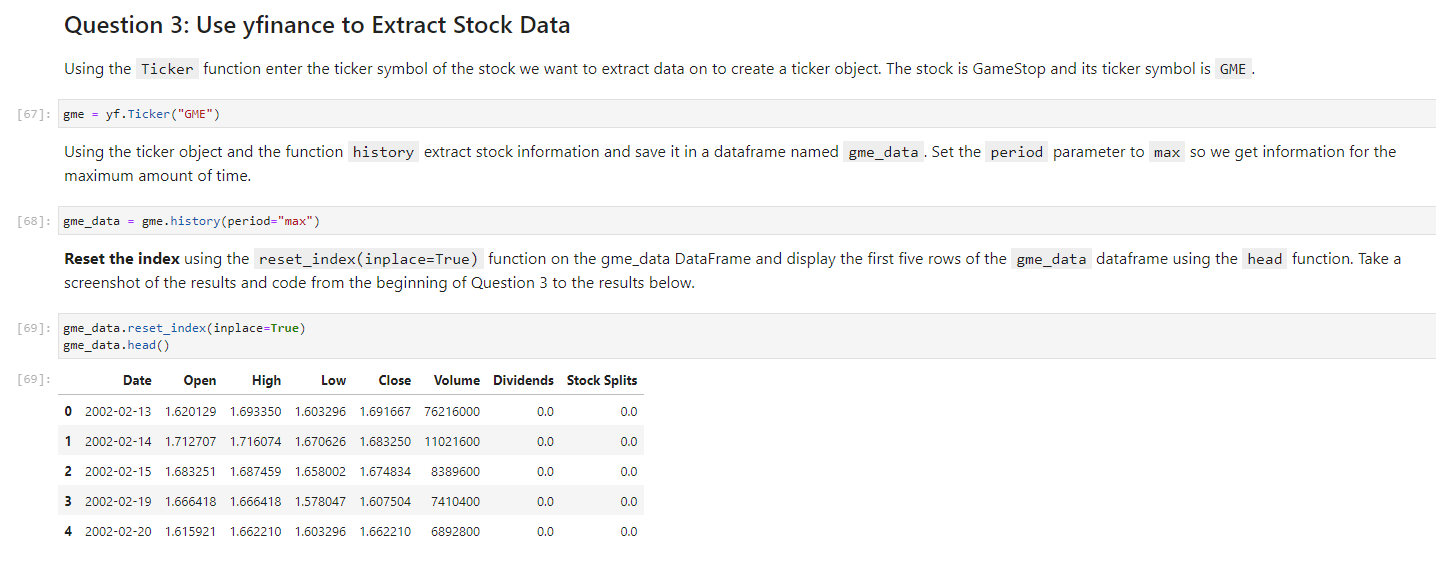 Question 3: Use yfinance to Extract Stock Data
Using the Ticker function enter the ticker symbol of the stock we want to extract data on to create a ticker object. The stock is GameStop and its ticker symbol is GME .
[67]: gme = yf.Ticker("GME")
Using the ticker object and the function history extract stock information and save it in a dataframe named gme_data . Set the period parameter to max so we get information for the
maximum amount of time.
[68]: gme_data = gme.history(period="max")
Reset the index using the reset_index(inplace=True) function on the gme_data DataFrame and display the first five rows of the gme_data dataframe using the head function. Take a
screenshot of the results and code from the beginning of Question 3 to the results below.
[69]: gme_data.reset_index(inplace=True)
gme_data.head()
[69]: Date Open High Low Close Volume Dividends Stock Splits
0 2002-02-13 1.620129 1.693350 1.603296 1.691667 76216000 0.0 0.0
1 2002-02-14 1.712707 1.716074 1.670626 1.683250 11021600 0.0 0.0
2 2002-02-15 1.683251 1.687459 1.658002 1.674834 8389600 0.0 0.0
3 2002-02-19 1.666418 1.666418 1.578047 1.607504 7410400 0.0 0.0
4 2002-02-20 1.615921 1.662210 1.603296 1.662210 6892800 0.0 0.0